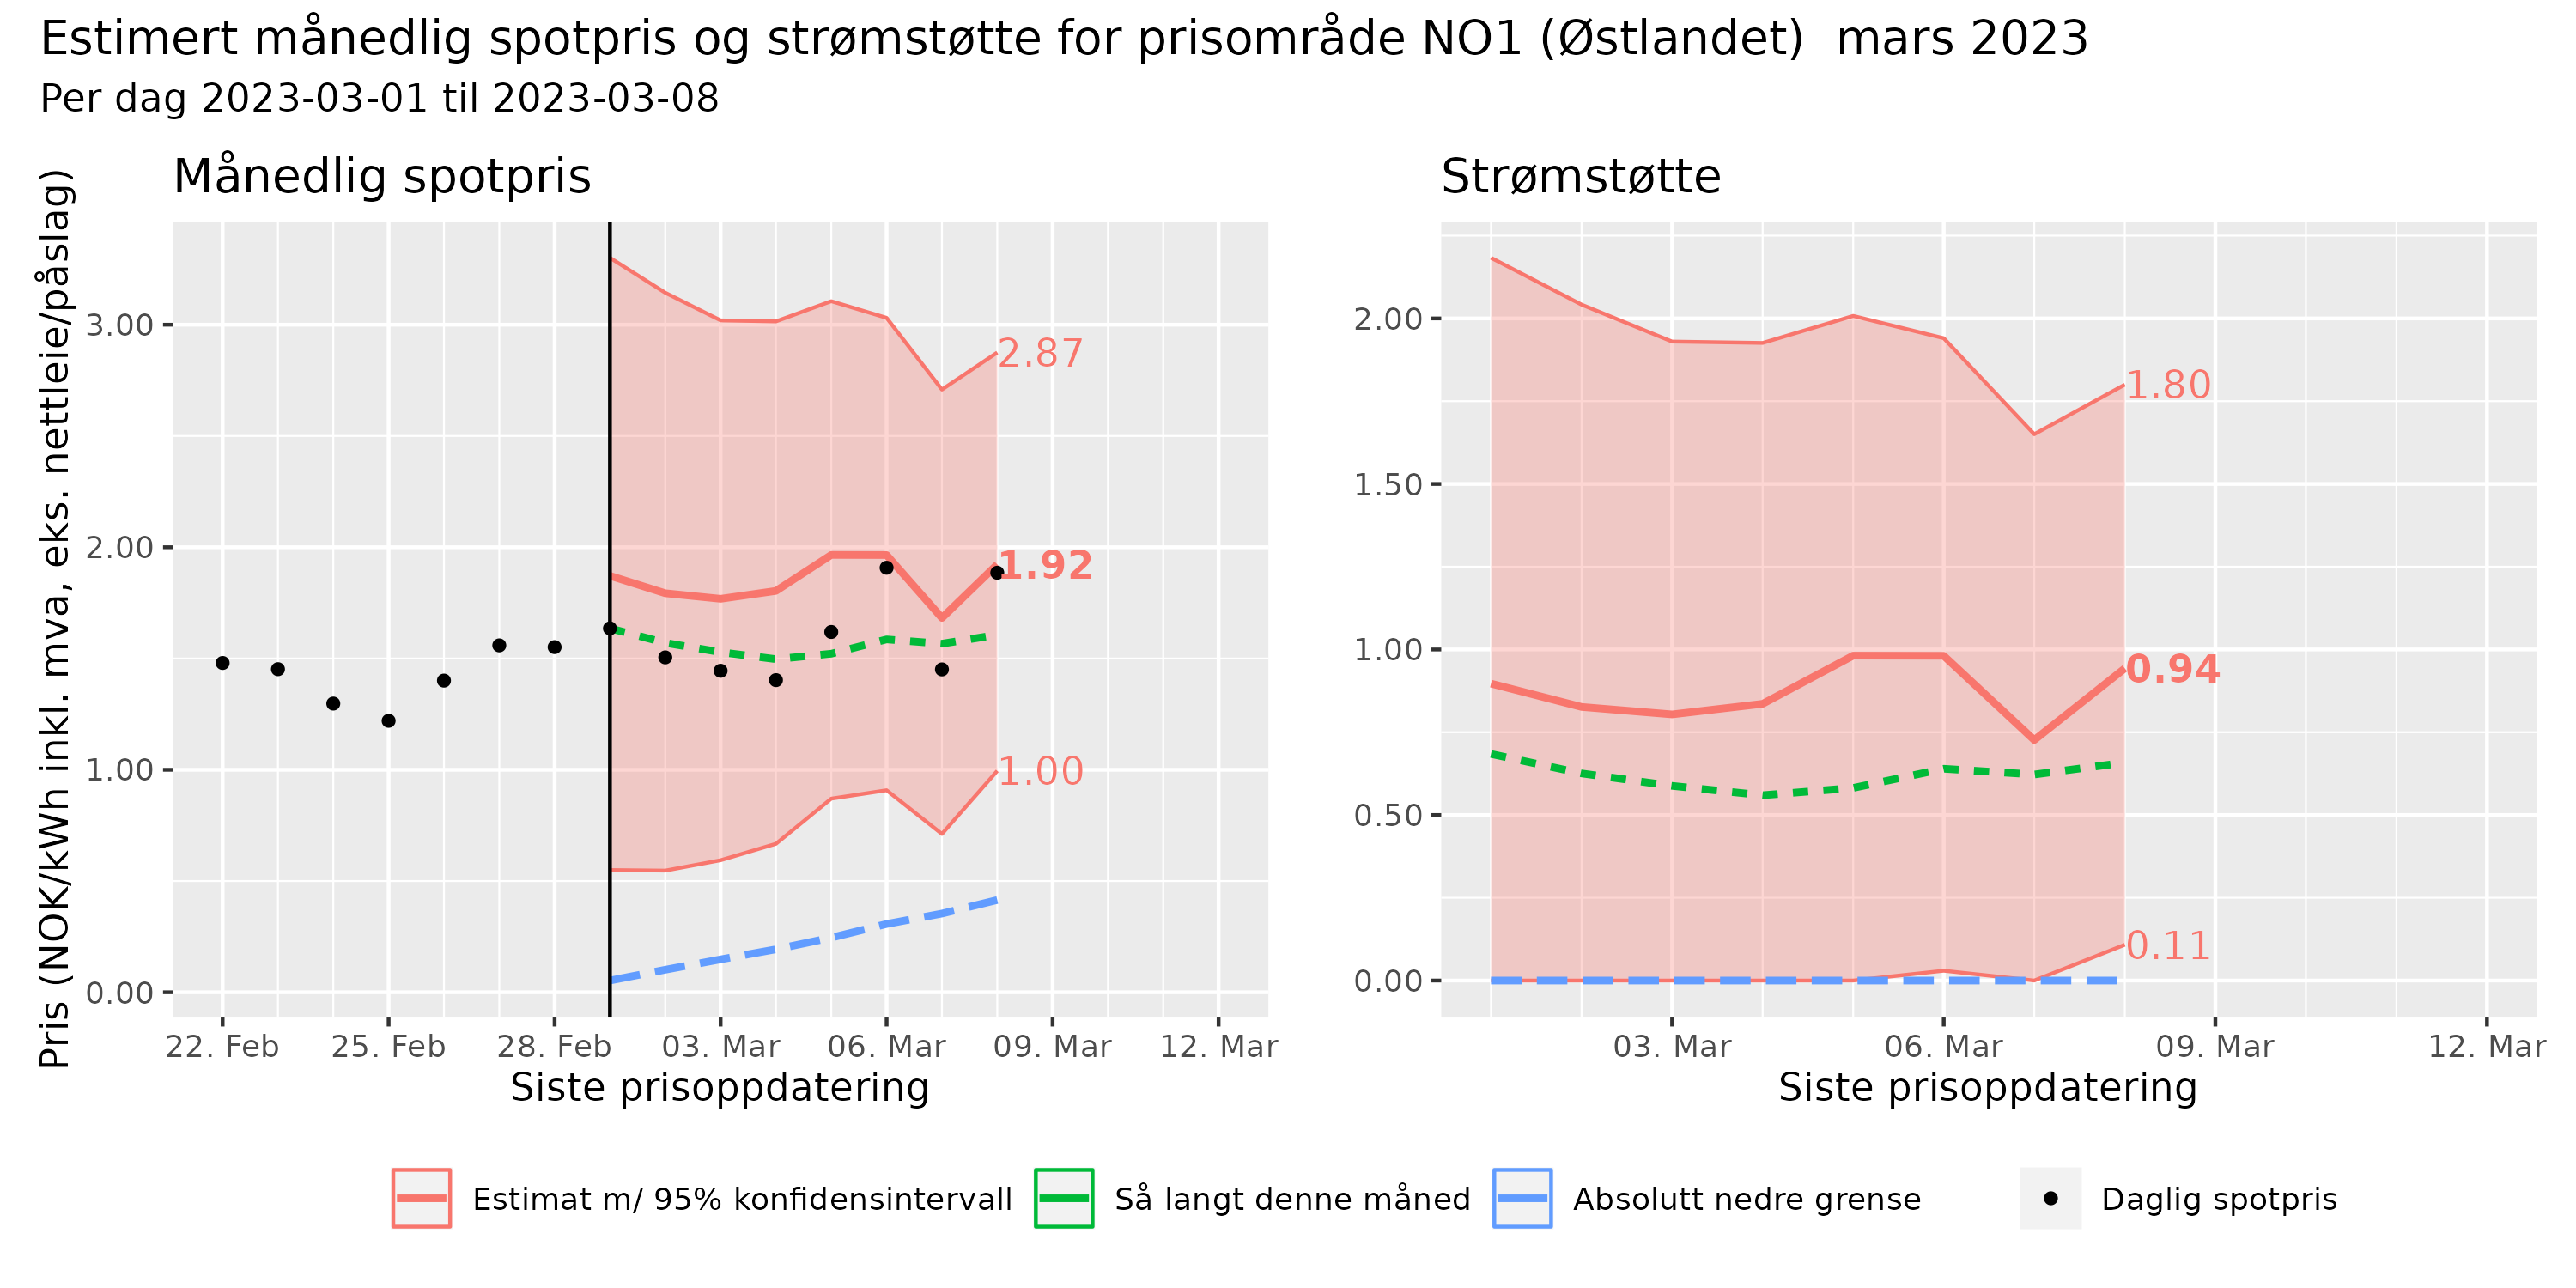 Estimert månedlig spotpris og strømstøtte for prisområde NO1 (Østlandet)  mars 2023
Per dag 2023-03-01 til 2023-03-08
Månedlig spotpris
Pris (NOK/kWh inkl. mva, eks. nettleie/påslag)
3.00
2.00
1.00
0.00
2.87
1.92
1.00
22. Feb 25. Feb 28. Feb 03. Mar 06. Mar 09. Mar 12. Mar
Siste prisoppdatering
Strømstøtte
2.00
1.50
1.00
0.50
0.00
1.80
0.94
0.11
03. Mar 06. Mar 09. Mar 12. Mar
Siste prisoppdatering
Estimat m/ 95% konfidensintervall Så langt denne måned Absolutt nedre grense Daglig spotpris